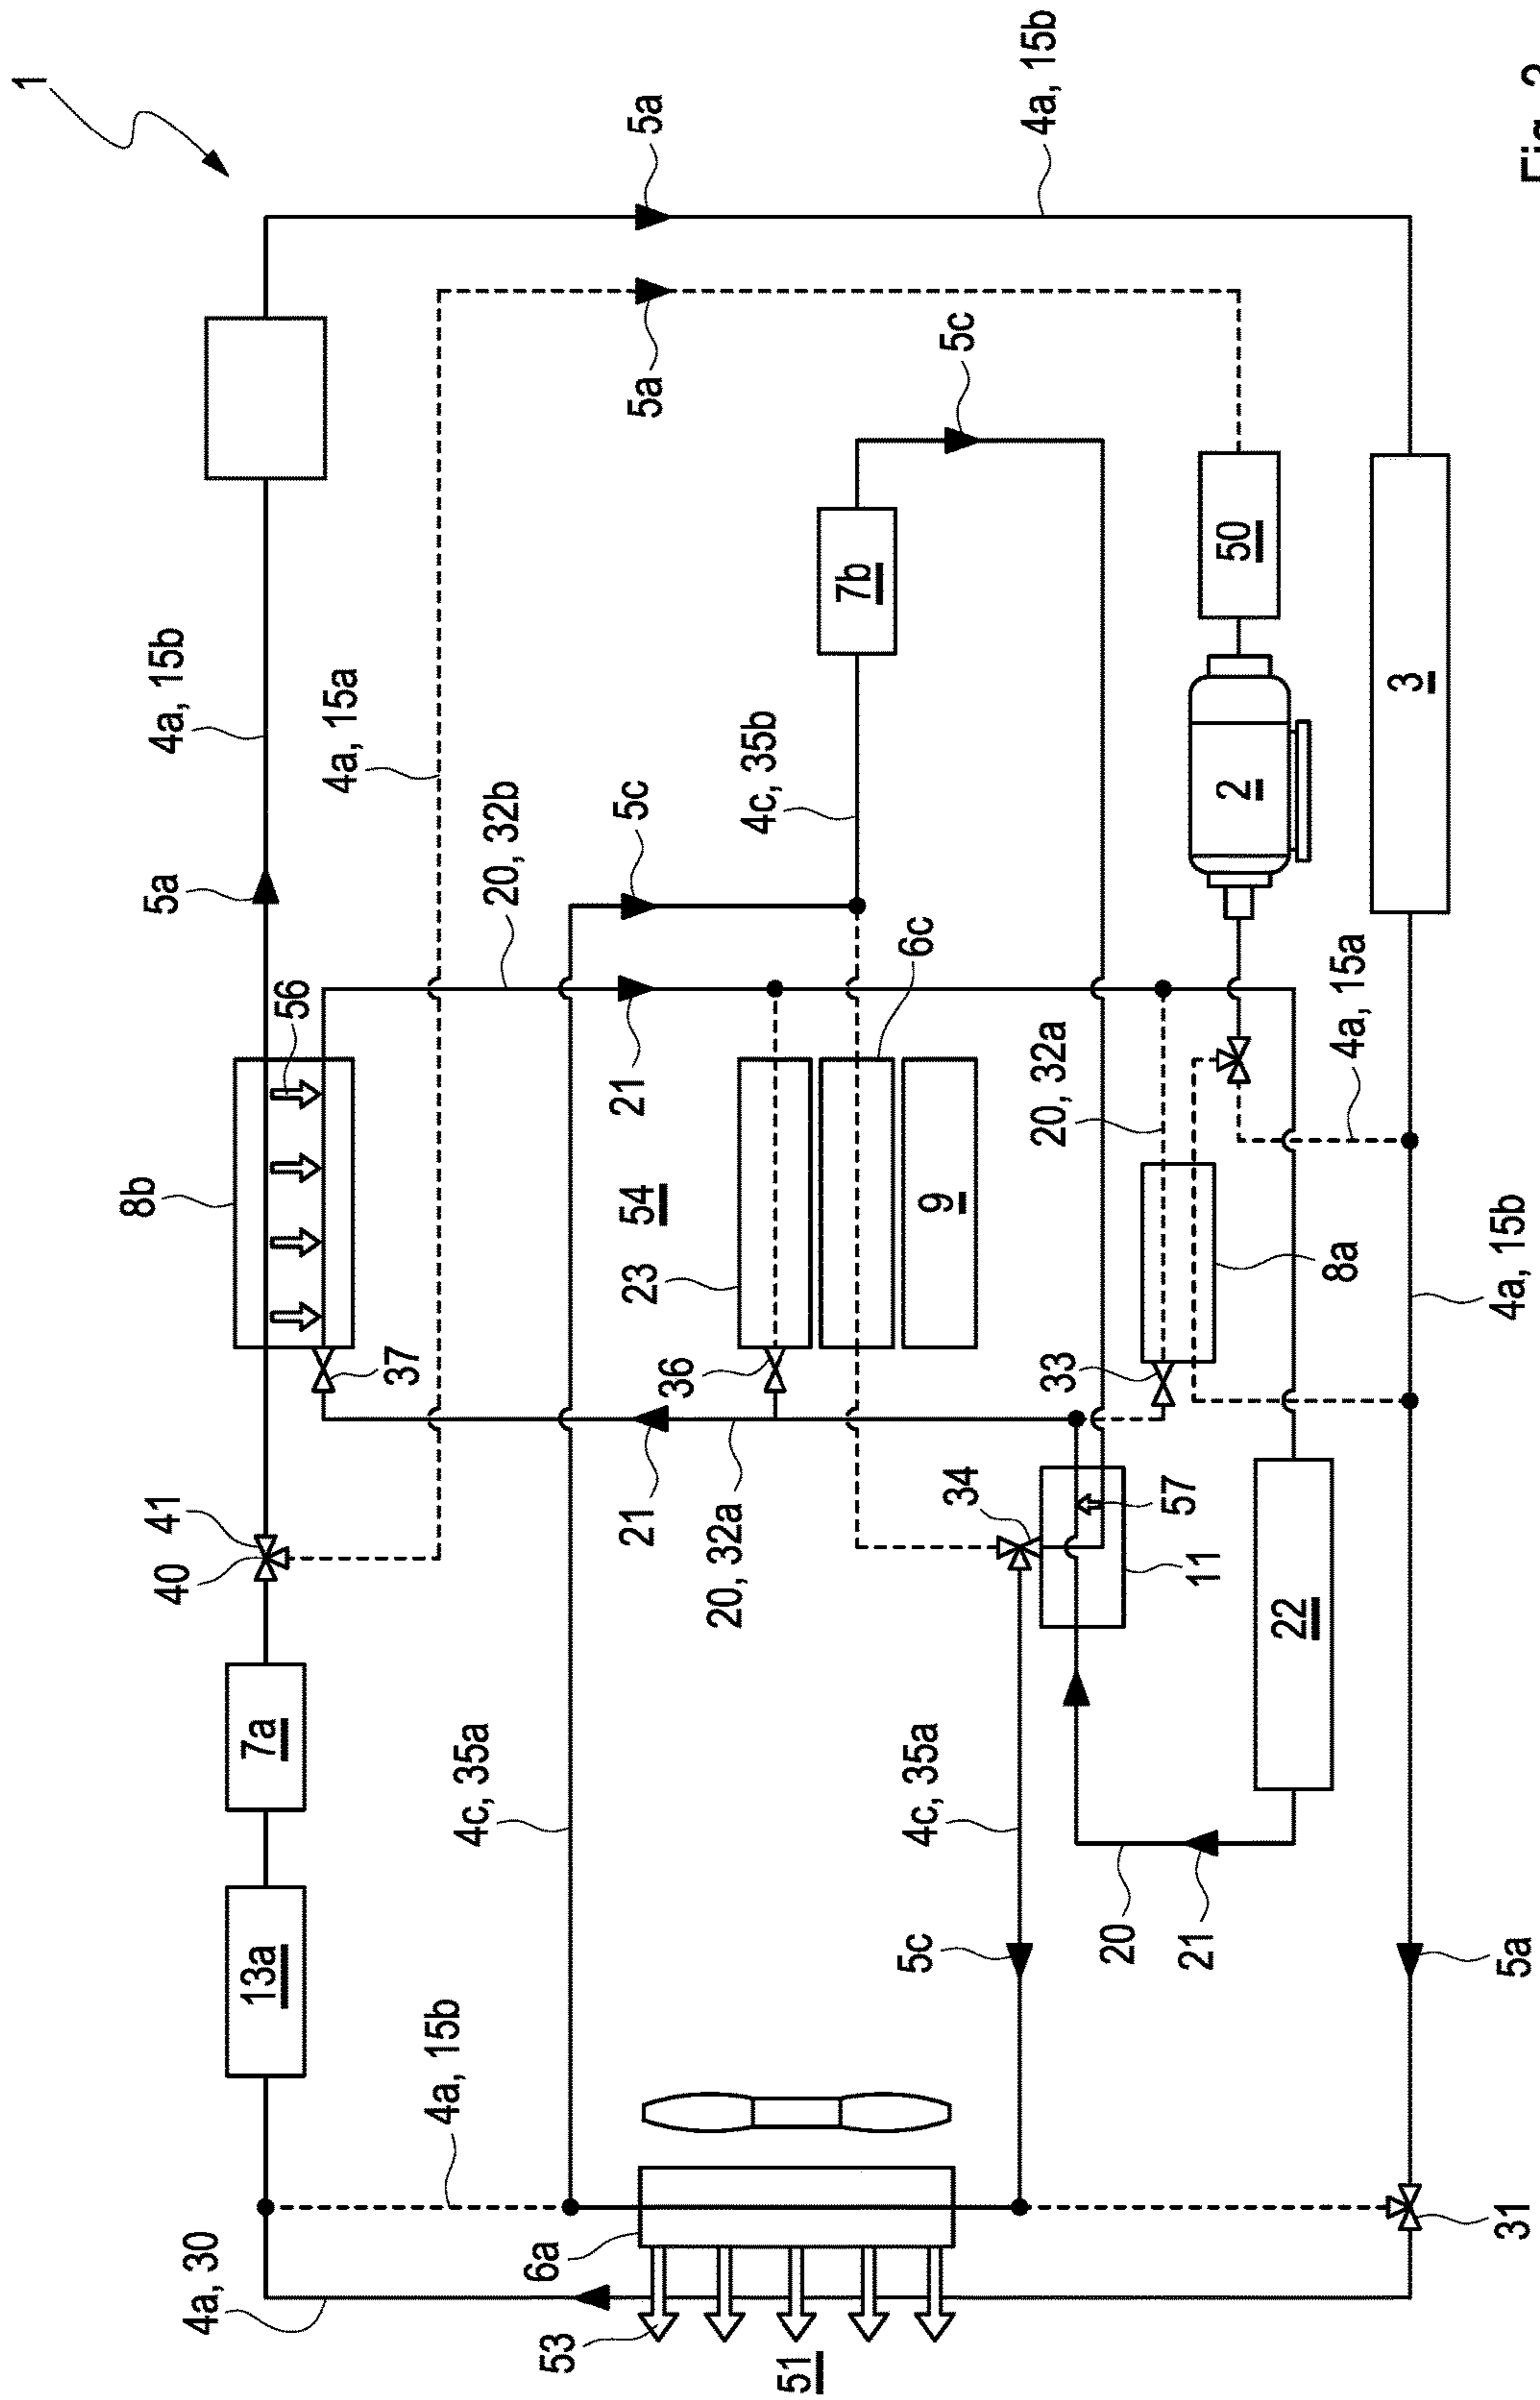 1
8b
5a
4a, 15b
40
41
4a, 30
13a
7a
56
4a, 15a
37
4a, 15b
4c, 35a
20, 32b
6a
53
21
21
5c
5a
5a
23
54
36
20, 32a
4c, 35b
51
7b
5c
4c, 35a
6c
9
34
5c
4a, 15b
33
20, 32a
20
21
57
11
2
50
22
8a
4a, 15a
3
31
5a
4a, 15b
Fig.